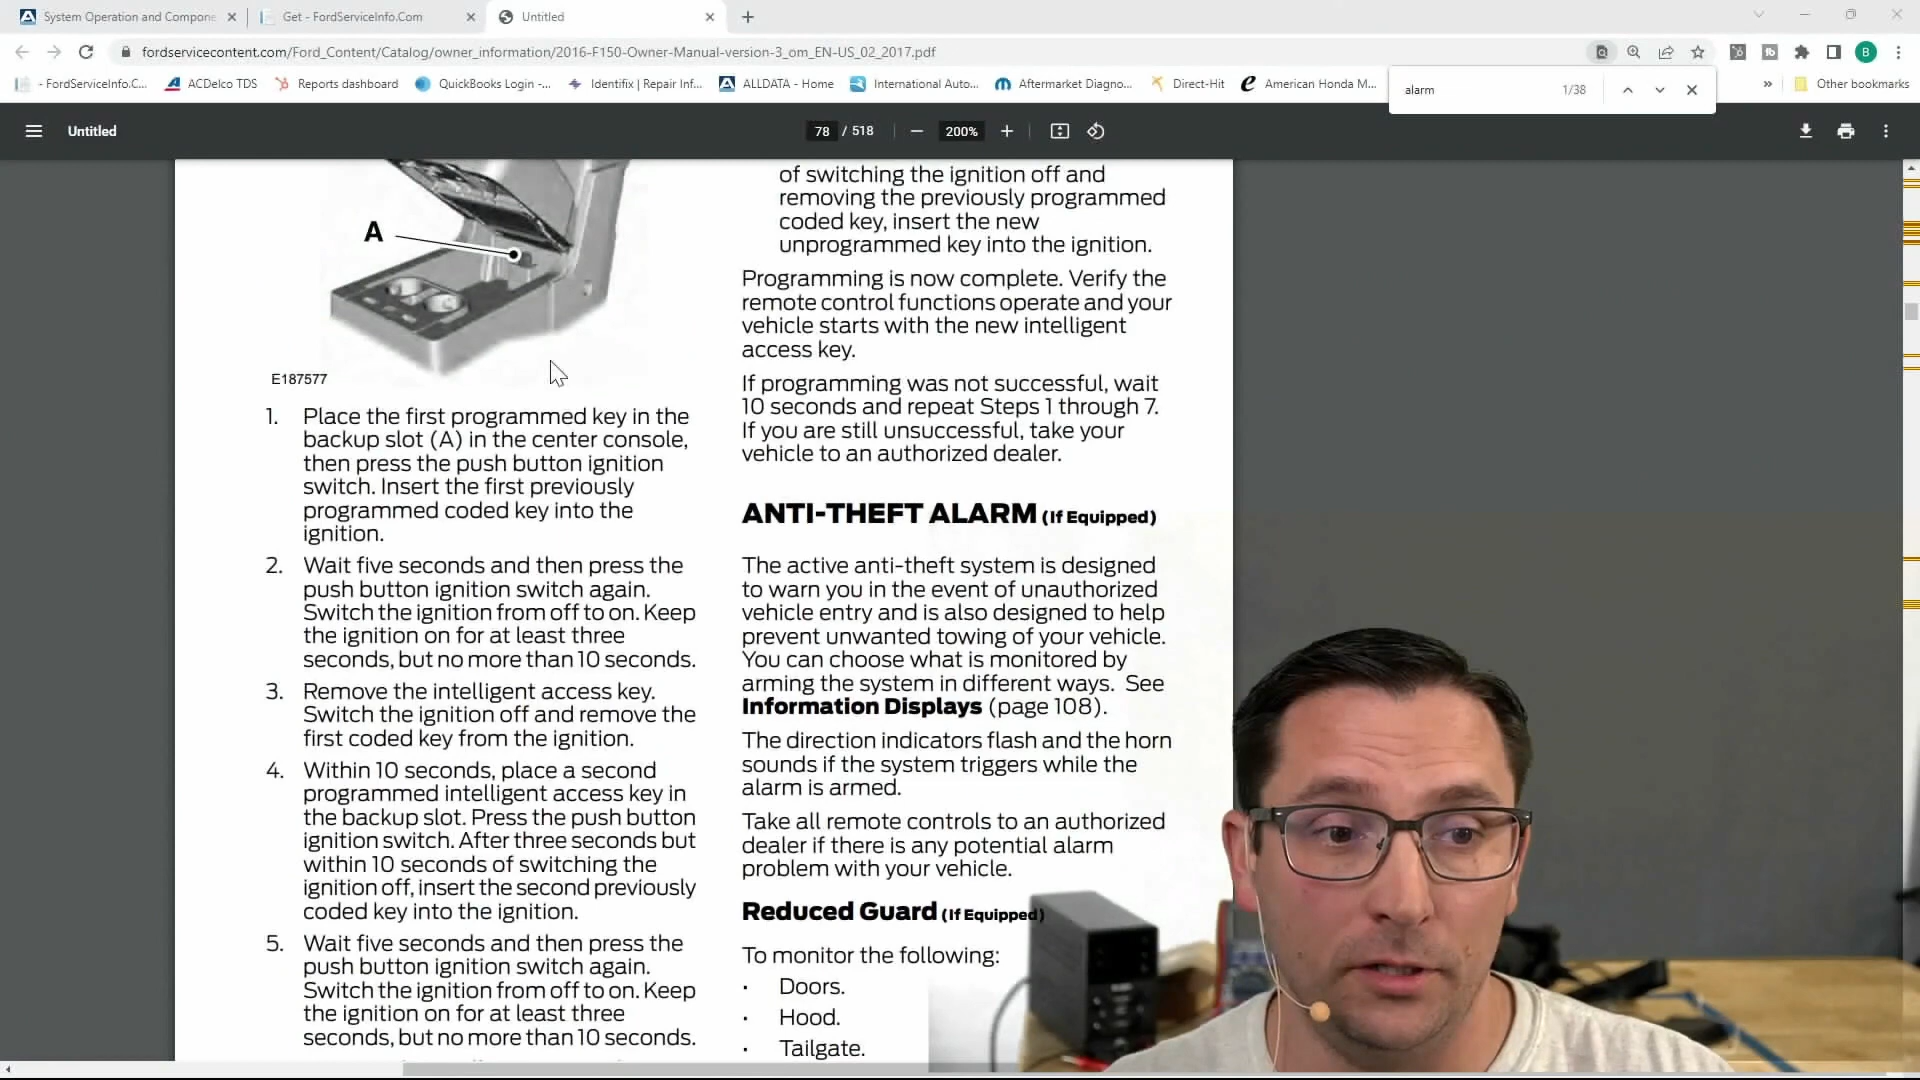 System Operation and Compone
Get - FordServiceInfo.Com
Untitled
fordservicecontent.com/Ford_Content/Catalog/owner_information/2016-F150-Owner-Manual-version-3_om_EN-US_02_2017.pdf
B
- FordServiceInfo.C...
ACDelco TDS
Reports dashboard
QuickBooks Login -...
Identifix | Repair Inf...
ALLDATA - Home
International Auto...
Aftermarket Diagno...
Direct-Hit
American Honda M...
»
Other bookmarks
alarm
1/38
Untitled
78 / 518
200%
A
E187577
1. Place the first programmed key in the
backup slot (A) in the center console,
then press the push button ignition
switch. Insert the first previously
programmed coded key into the
ignition.
2. Wait five seconds and then press the
push button ignition switch again.
Switch the ignition from off to on. Keep
the ignition on for at least three
seconds, but no more than 10 seconds.
3. Remove the intelligent access key.
Switch the ignition off and remove the
first coded key from the ignition.
4. Within 10 seconds, place a second
programmed intelligent access key in
the backup slot. Press the push button
ignition switch. After three seconds but
within 10 seconds of switching the
ignition off, insert the second previously
coded key into the ignition.
5. Wait five seconds and then press the
push button ignition switch again.
Switch the ignition from off to on. Keep
the ignition on for at least three
seconds, but no more than 10 seconds.
of switching the ignition off and
removing the previously programmed
coded key, insert the new
unprogrammed key into the ignition.
Programming is now complete. Verify the
remote control functions operate and your
vehicle starts with the new intelligent
access key.
If programming was not successful, wait
10 seconds and repeat Steps 1 through 7.
If you are still unsuccessful, take your
vehicle to an authorized dealer.
ANTI-THEFT ALARM (If Equipped)
The active anti-theft system is designed
to warn you in the event of unauthorized
vehicle entry and is also designed to help
prevent unwanted towing of your vehicle.
You can choose what is monitored by
arming the system in different ways. See
Information Displays (page 108).
The direction indicators flash and the horn
sounds if the system triggers while the
alarm is armed.
Take all remote controls to an authorized
dealer if there is any potential alarm
problem with your vehicle.
Reduced Guard (If Equipped)
To monitor the following:
· Doors.
· Hood.
· Tailgate.